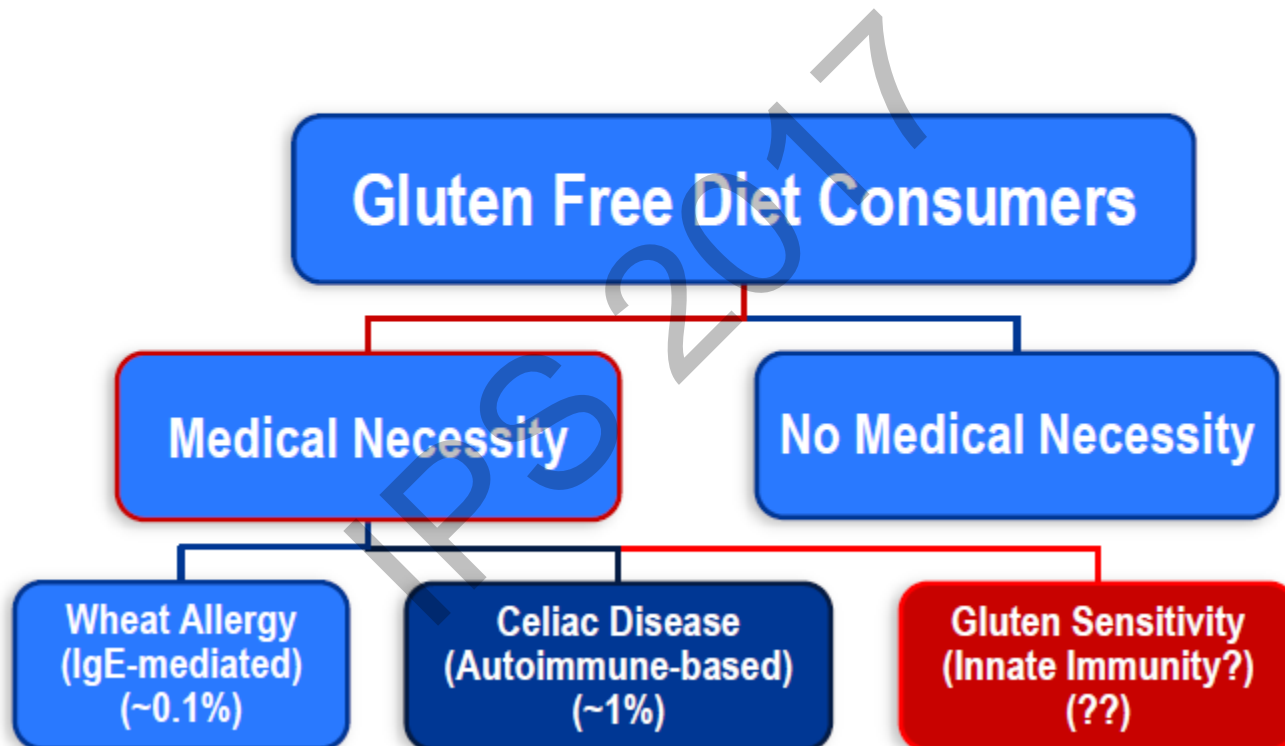 Gluten Free Diet Consumers
Medical Necessity
No Medical Necessity
Wheat Allergy
(IgE-mediated)
(~0.1%)
Celiac Disease
(Autoimmune-based)
(~1%)
Gluten Sensitivity
(Innate Immunity?)
(??)
IPS 2017